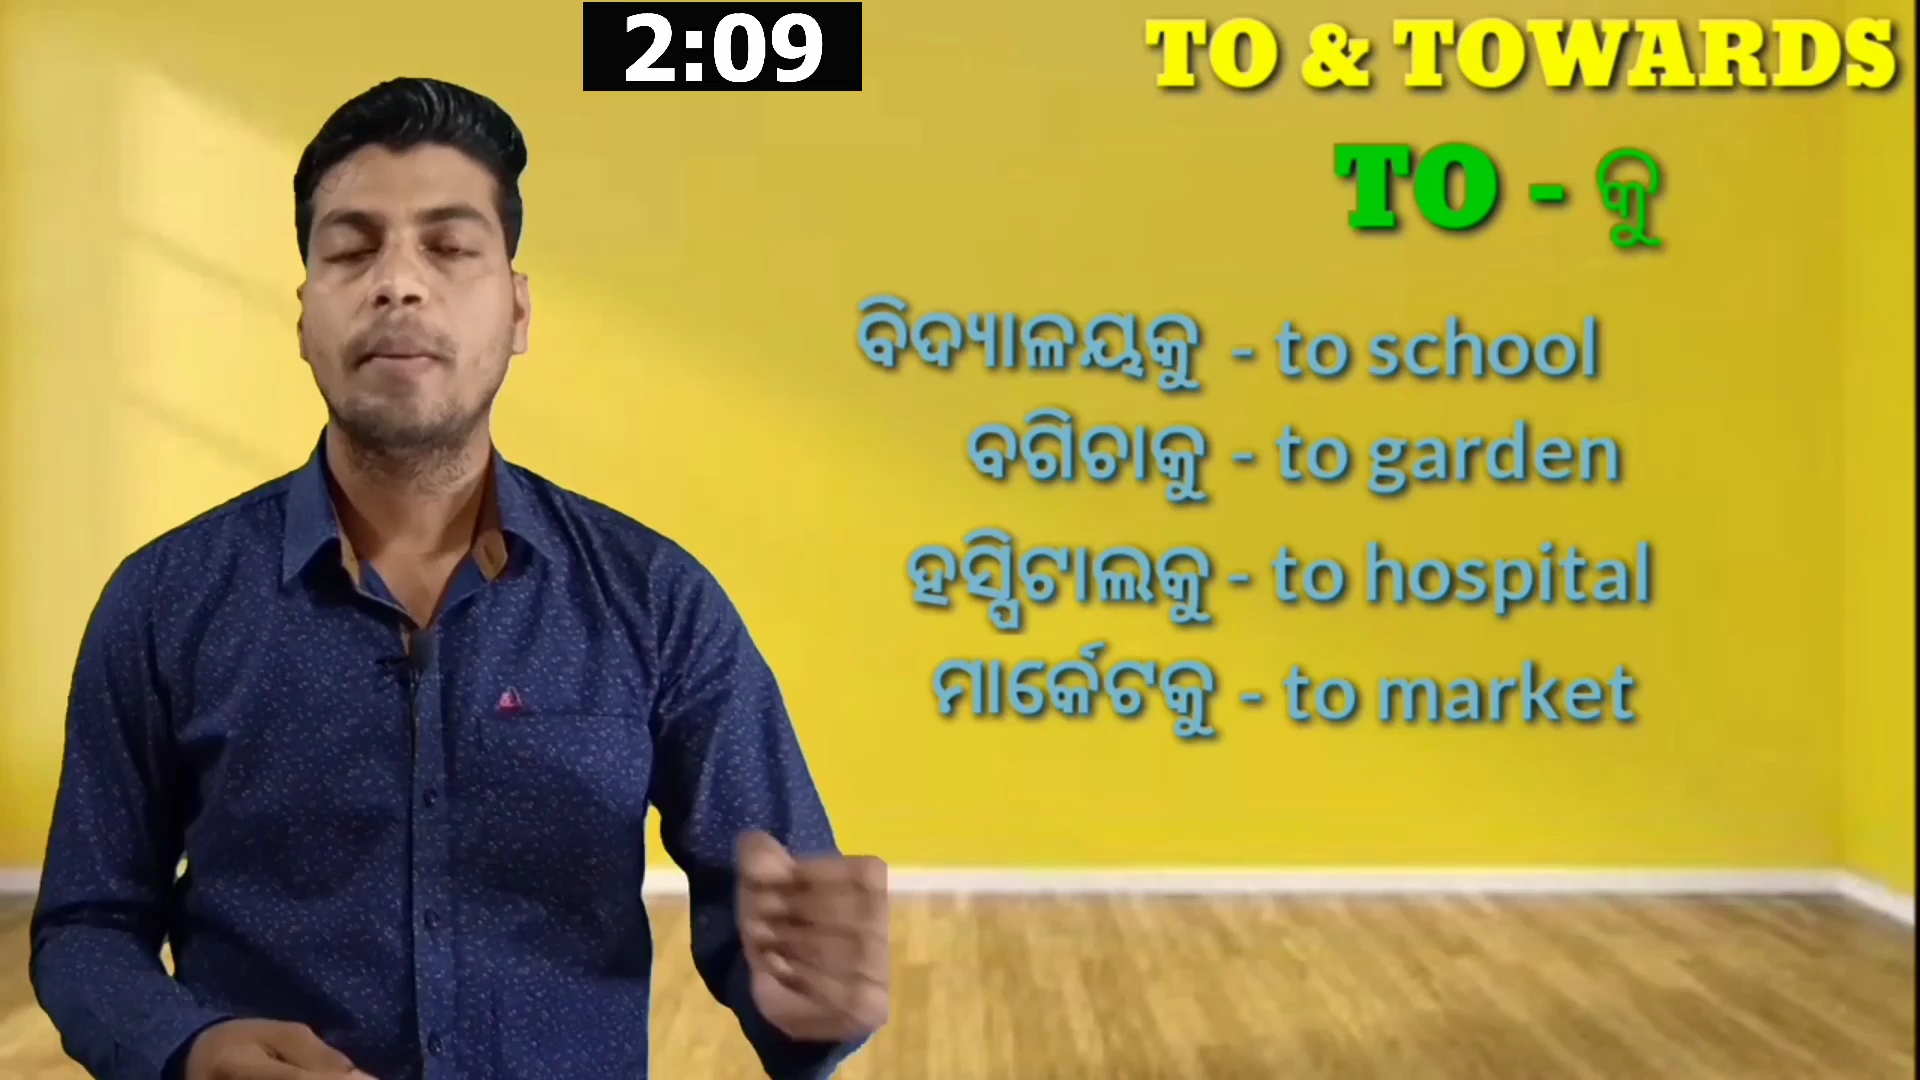 2:09
TO & TOWARDS
TO - କୁ
ବିଦ୍ୟାଳୟକୁ - to school
ବଗିଚାକୁ - to garden
ହସ୍ପିଟାଲକୁ - to hospital
ମାର୍କେଟକୁ - to market